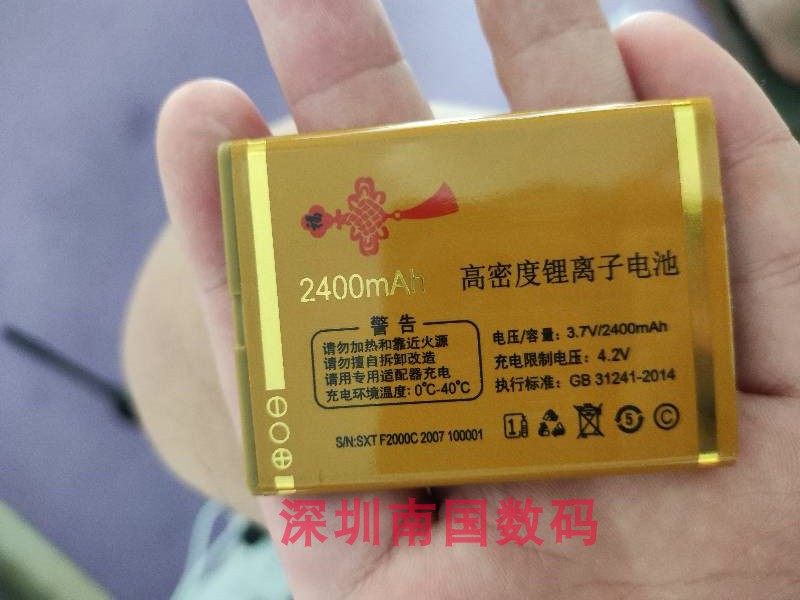 福
2400mAh
高密度锂离子电池
警告
请勿加热和靠近火源
请勿擅自拆卸改造
请用专用适配器充电
充电环境温度：0℃-40℃
电压/容量：3.7V/2400mAh
充电限制电压：4.2V
执行标准：GB 31241-2014
S/N:SXT F2000C 2007 100001
深圳南国数码